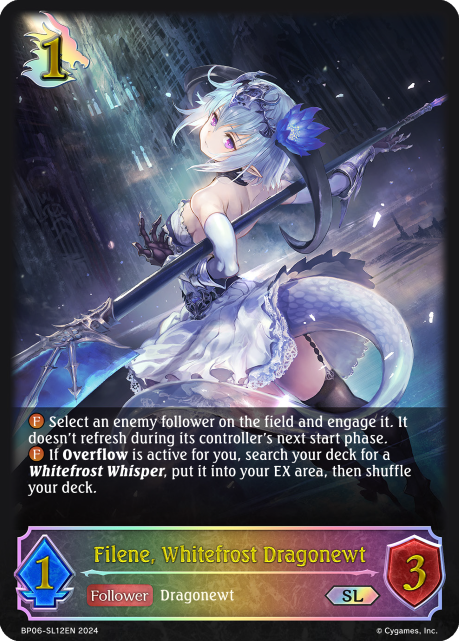 1
F Select an enemy follower on the field and engage it. It
doesn't refresh during its controller's next start phase.
F If Overflow is active for you, search your deck for a
Whitefrost Whisper, put it into your EX area, then shuffle
your deck.
Filene, Whitefrost Dragonewt
1
Follower Dragonewt
SL
3
BP06-SL12EN 2024
© Cygames, Inc.